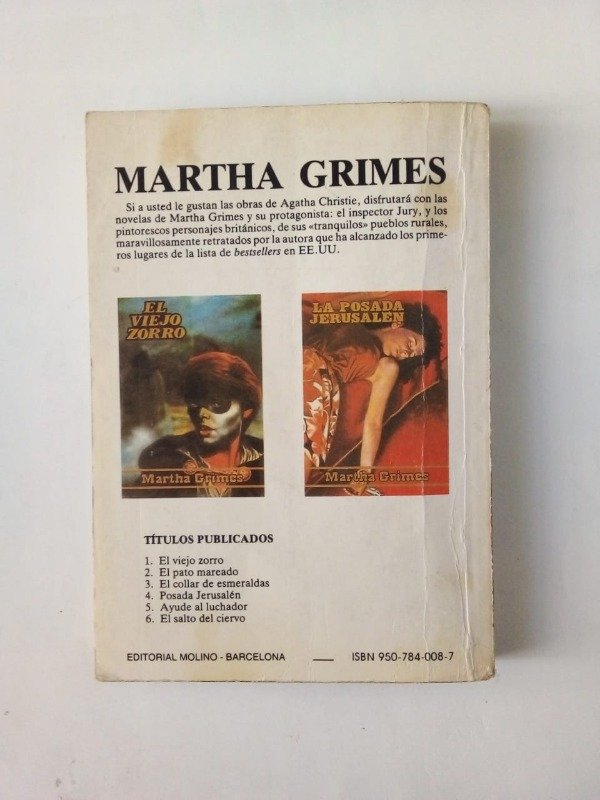 MARTHA GRIMES
Si a usted le gustan las obras de Agatha Christie, disfrutará con las
novelas de Martha Grimes y su protagonista: el inspector Jury, y los
pintorescos personajes británicos, de sus «tranquilos» pueblos rurales,
maravillosamente retratados por la autora que ha alcanzado los prime-
ros lugares de la lista de bestsellers en EE.UU.
EL
VIEJO
ZORRO
Martha Grimes
LA POSADA
JERUSALÉN
Martha Grimes
TÍTULOS PUBLICADOS
1. El viejo zorro
2. El pato mareado
3. El collar de esmeraldas
4. Posada Jerusalén
5. Ayude al luchador
6. El salto del ciervo
EDITORIAL MOLINO - BARCELONA — ISBN 950-784-008-7